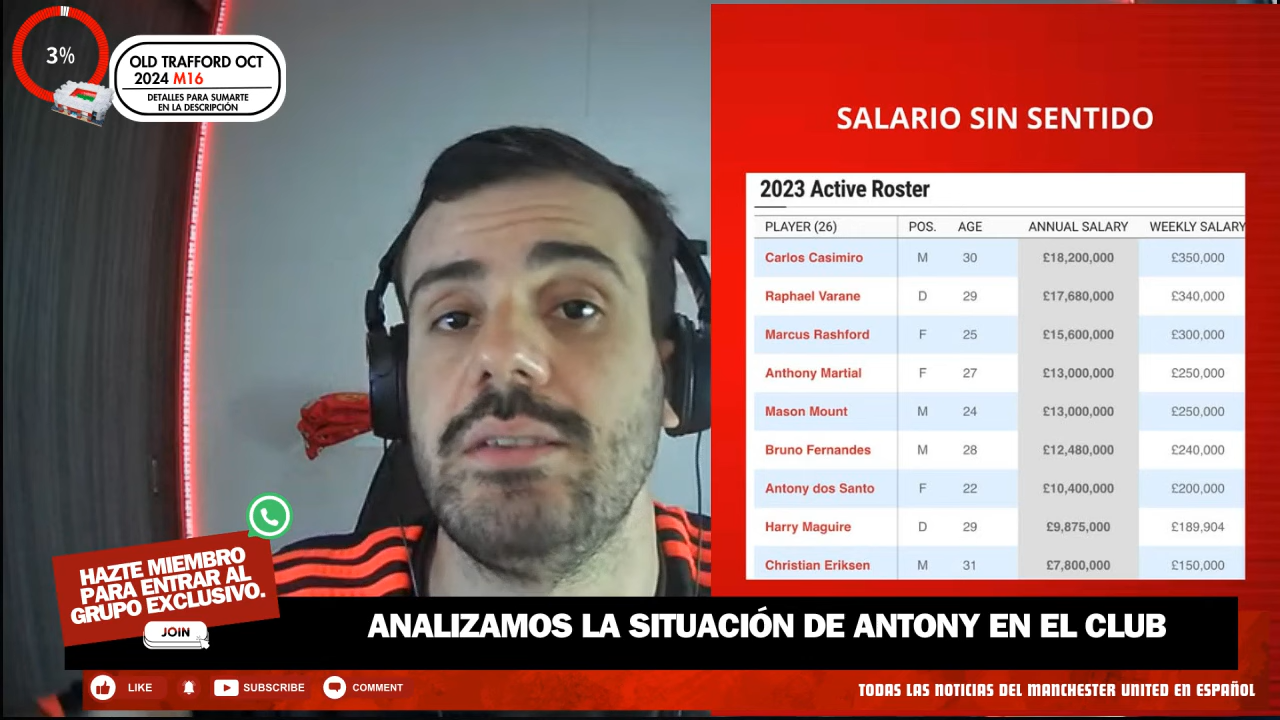 3%
OLD TRAFFORD OCT
2024 M16
DETALLES PARA SUMARTE
EN LA DESCRIPCIÓN
SALARIO SIN SENTIDO
2023 Active Roster
PLAYER (26) POS. AGE ANNUAL SALARY WEEKLY SALARY
Carlos Casimiro M 30 £18,200,000 £350,000
Raphael Varane D 29 £17,680,000 £340,000
Marcus Rashford F 25 £15,600,000 £300,000
Anthony Martial F 27 £13,000,000 £250,000
Mason Mount M 24 £13,000,000 £250,000
Bruno Fernandes M 28 £12,480,000 £240,000
Antony dos Santo F 22 £10,400,000 £200,000
Harry Maguire D 29 £9,875,000 £189,904
Christian Eriksen M 31 £7,800,000 £150,000
HAZTE MIEMBRO
PARA ENTRAR AL
GRUPO EXCLUSIVO.
JOIN
ANALIZAMOS LA SITUACIÓN DE ANTONY EN EL CLUB
LIKE SUBSCRIBE COMMENT
TODAS LAS NOTICIAS DEL MANCHESTER UNITED EN ESPAÑOL